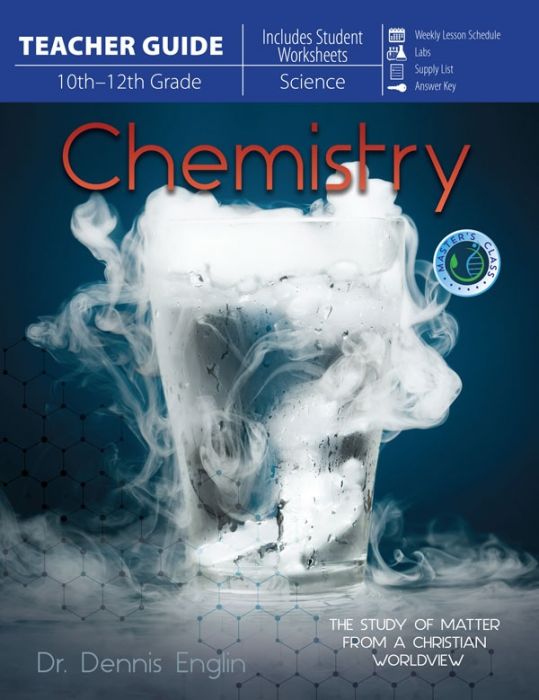 TEACHER GUIDE
10th–12th Grade
Includes Student
Worksheets
Science
Weekly Lesson Schedule
Labs
Supply List
Answer Key
Chemistry
MASTER'S CLASS
THE STUDY OF MATTER
FROM A CHRISTIAN
WORLDVIEW
Dr. Dennis Englin